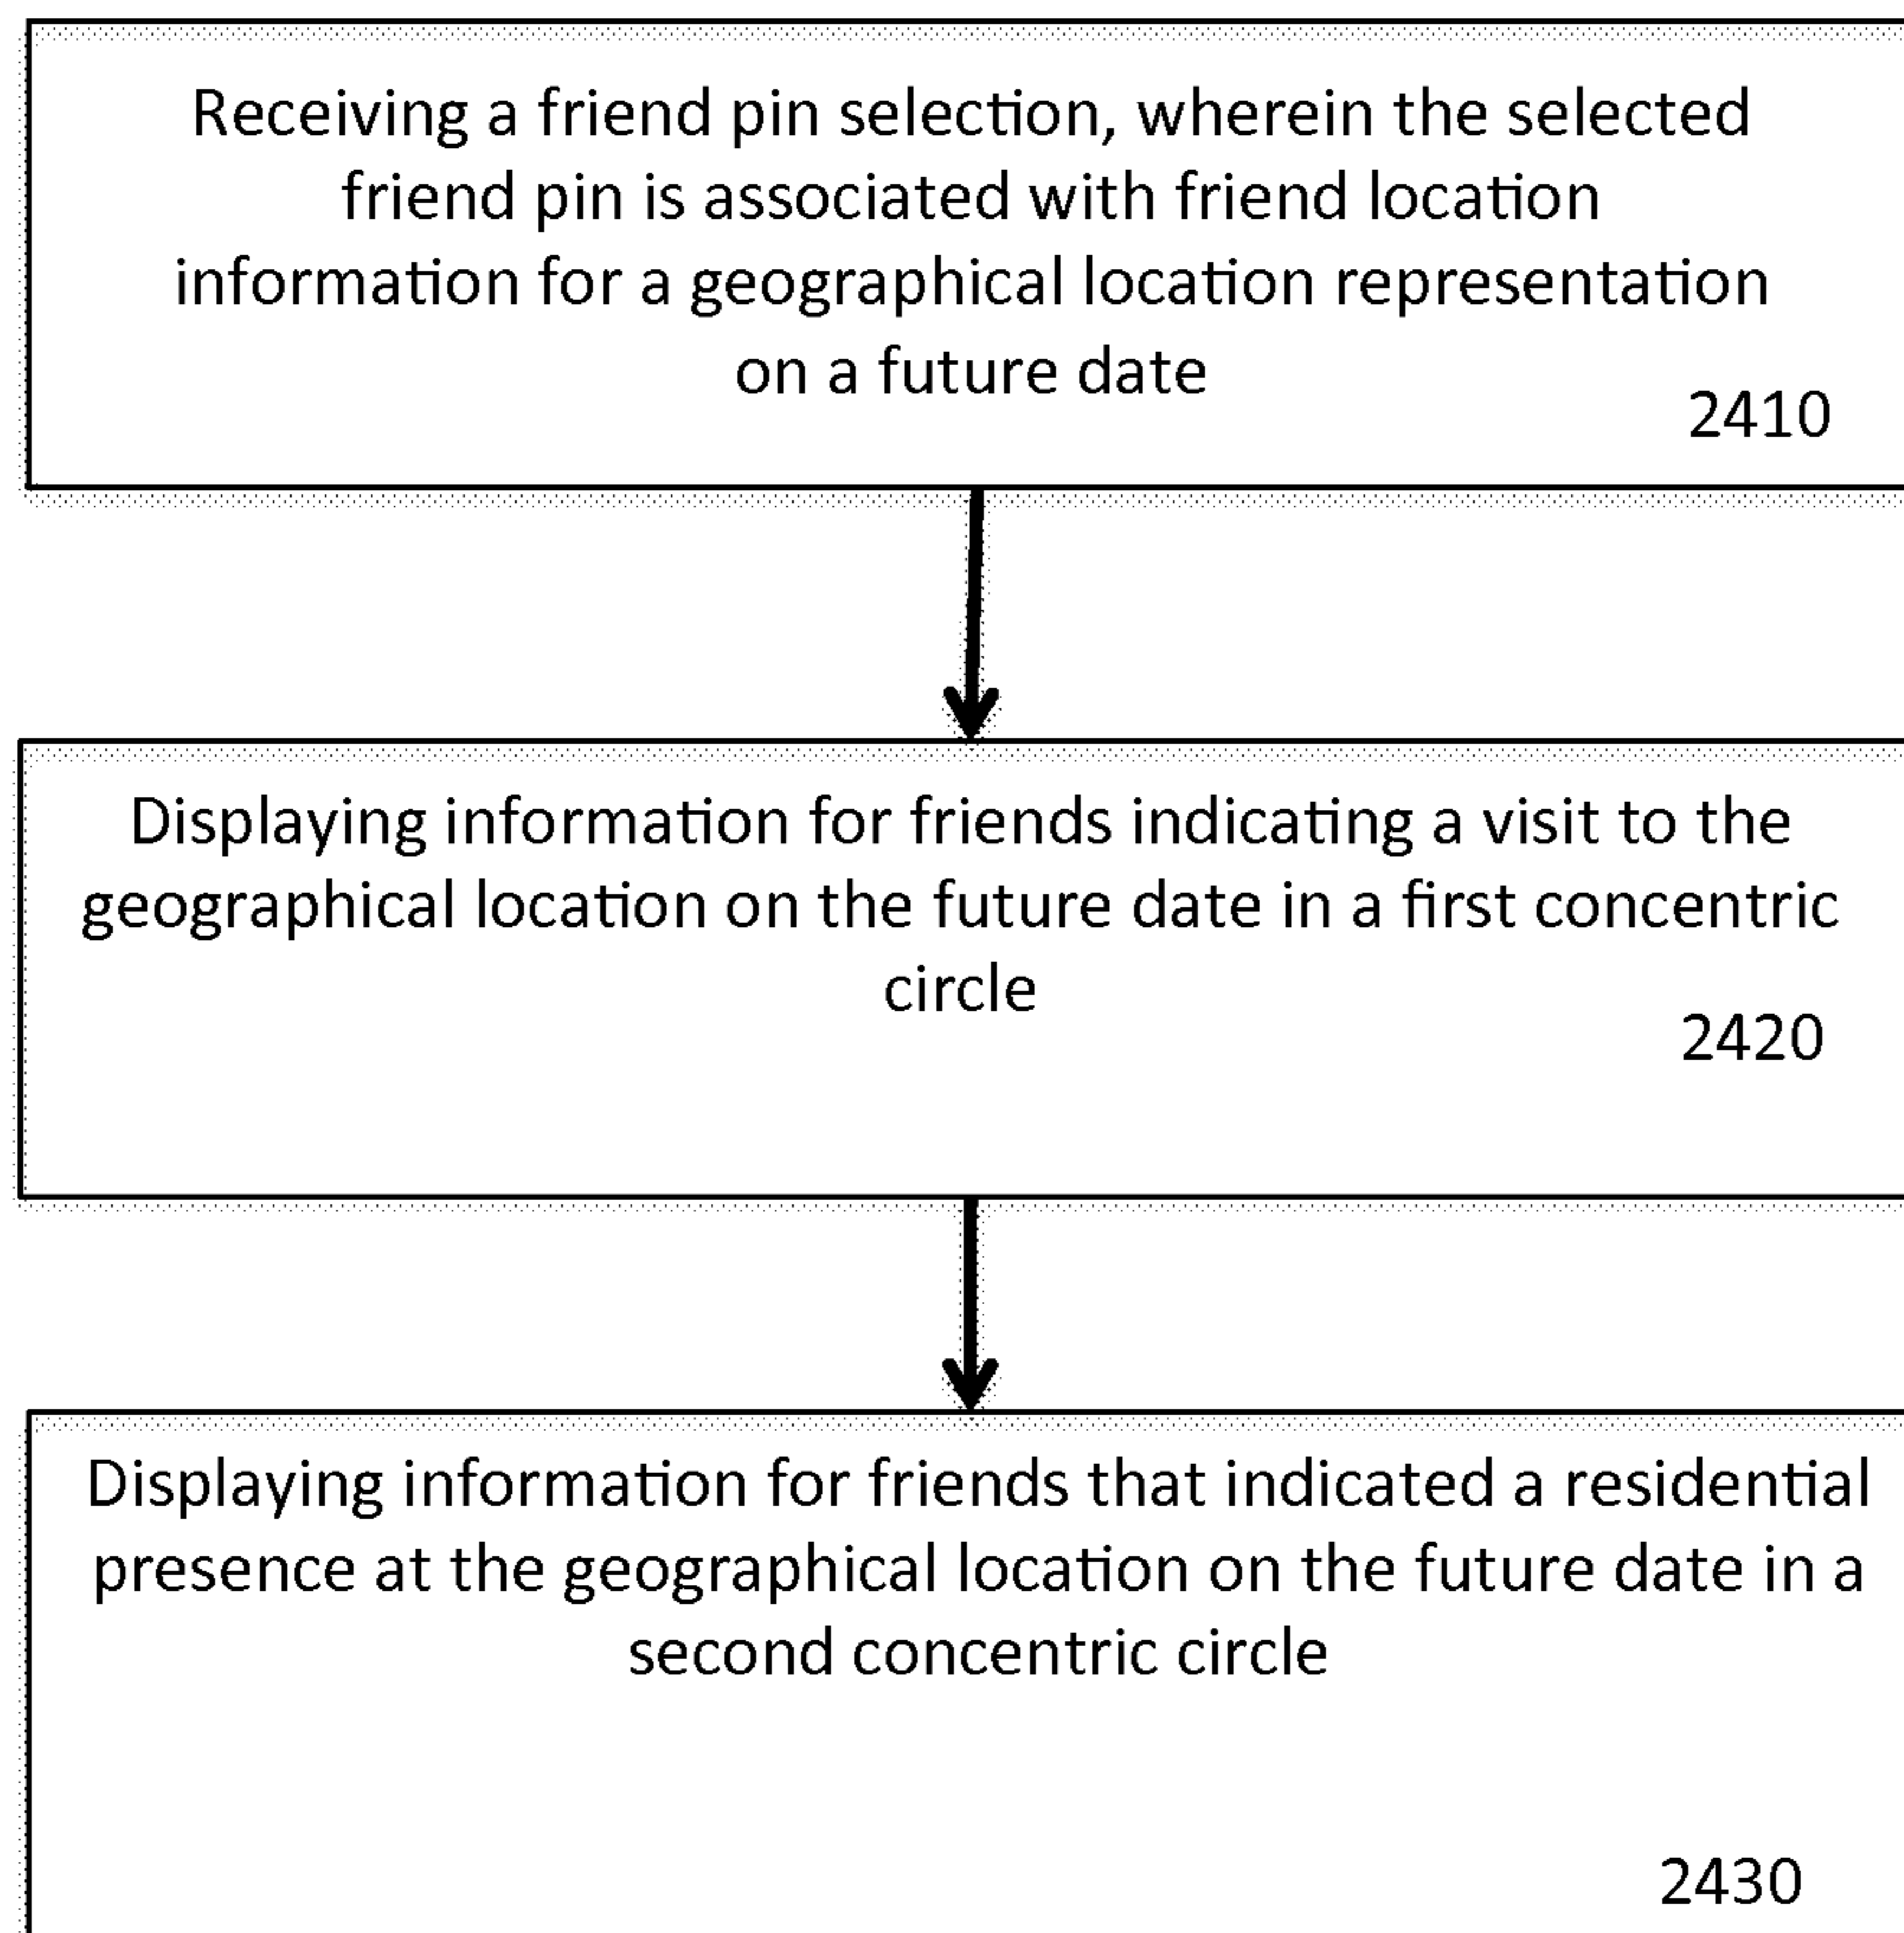 Receiving a friend pin selection, wherein the selected
friend pin is associated with friend location
information for a geographical location representation
on a future date
2410
Displaying information for friends indicating a visit to the
geographical location on the future date in a first concentric
circle
2420
Displaying information for friends that indicated a residential
presence at the geographical location on the future date in a
second concentric circle
2430